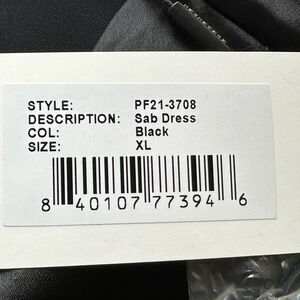 STYLE: PF21-3708
DESCRIPTION: Sab Dress
COL: Black
SIZE: XL
8 40107 77394 6